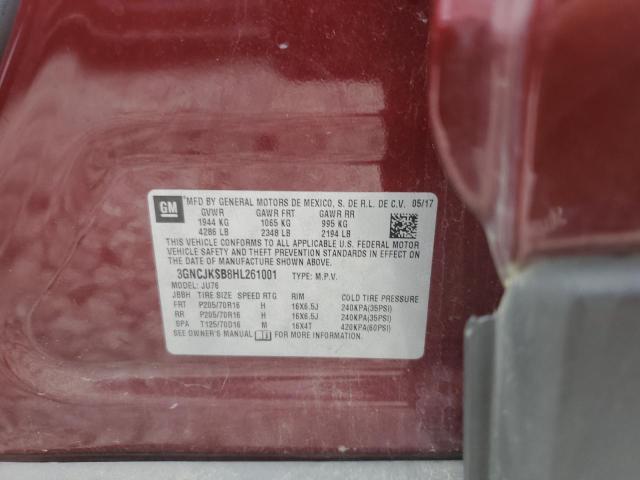 GM MFD BY GENERAL MOTORS DE MEXICO, S. DE R.L. DE C.V. 05/17
GVWR GAWR FRT GAWR RR
1944 KG 1065 KG 995 KG
4286 LB 2348 LB 2194 LB
THIS VEHICLE CONFORMS TO ALL APPLICABLE U.S. FEDERAL MOTOR
VEHICLE SAFETY, BUMPER, AND THEFT PREVENTION STANDARDS IN
EFFECT ON THE DATE OF MANUFACTURE SHOWN ABOVE.
3GNCJKSB8HL261001 TYPE: M.P.V.
MODEL: JU76
JBBH TIRE SIZE SPEED RTG RIM COLD TIRE PRESSURE
FRT P205/70R16 H 16X6.5J 240KPA(35PSI)
RR P205/70R16 H 16X6.5J 240KPA(35PSI)
SPA T125/70D16 M 16X4T 420KPA(60PSI)
SEE OWNER'S MANUAL FOR MORE INFORMATION.